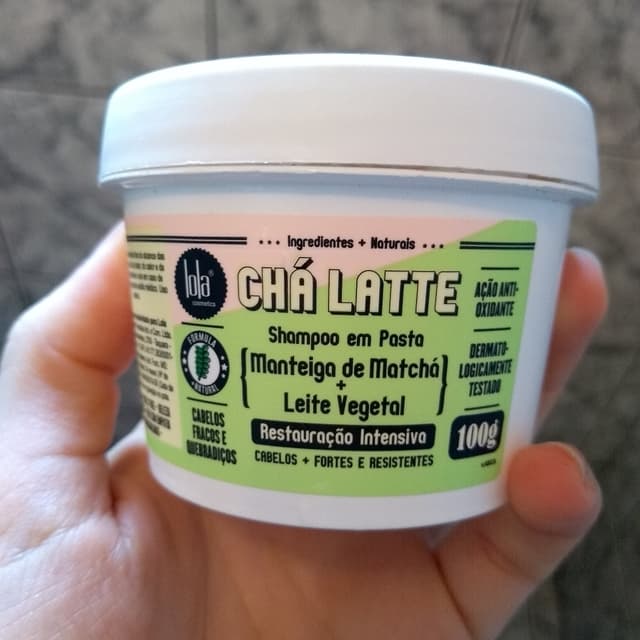 Ingredientes + Naturais
lola
cosmetics
CHÁ LATTE
Shampoo em Pasta
Manteiga de Matchá
+
Leite Vegetal
Restauração Intensiva
CABELOS + FORTES E RESISTENTES
FÓRMULA
+ NATURAL
CABELOS
FRACOS E
QUEBRADIÇOS
AÇÃO ANTI-
OXIDANTE
DERMATO-
LOGICAMENTE
TESTADO
100g